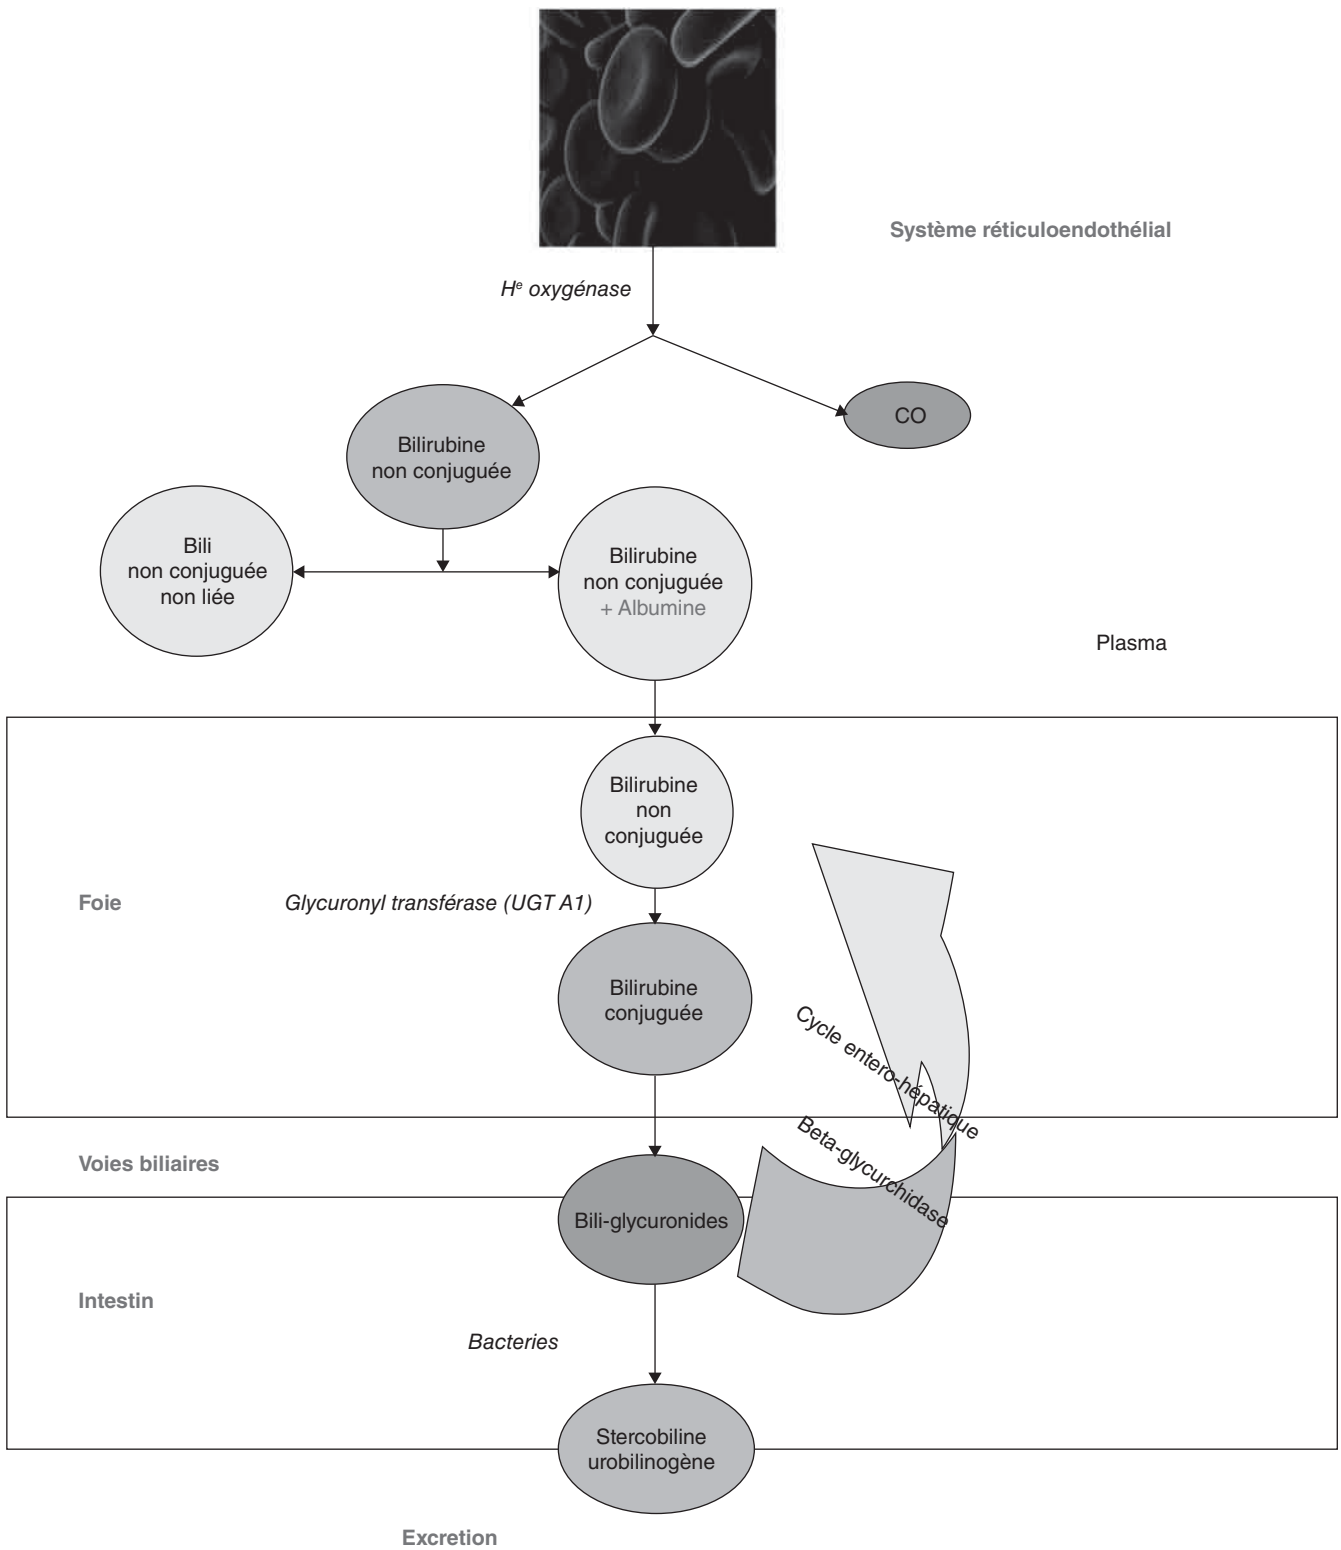 Système réticuloendothélial
Hᵉ oxygénase
CO
Bilirubine
non conjuguée
Bili
non conjuguée
non liée
Bilirubine
non conjuguée
+ Albumine
Plasma
Bilirubine
non
conjuguée
Foie
Glycuronyl transférase (UGT A1)
Bilirubine
conjuguée
Cycle entero-hépatique
Beta-glycurchidase
Voies biliaires
Bili-glycuronides
Intestin
Bacteries
Stercobiline
urobilinogène
Excretion